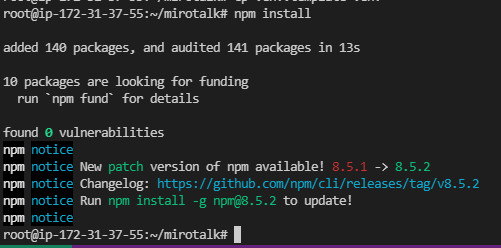 root@ip-172-31-37-55:~/mirotalk# npm install
added 140 packages, and audited 141 packages in 13s
10 packages are looking for funding
run `npm fund` for details
found 0 vulnerabilities
npm notice
npm notice New patch version of npm available! 8.5.1 -> 8.5.2
npm notice Changelog: https://github.com/npm/cli/releases/tag/v8.5.2
npm notice Run npm install -g npm@8.5.2 to update!
npm notice
root@ip-172-31-37-55:~/mirotalk#